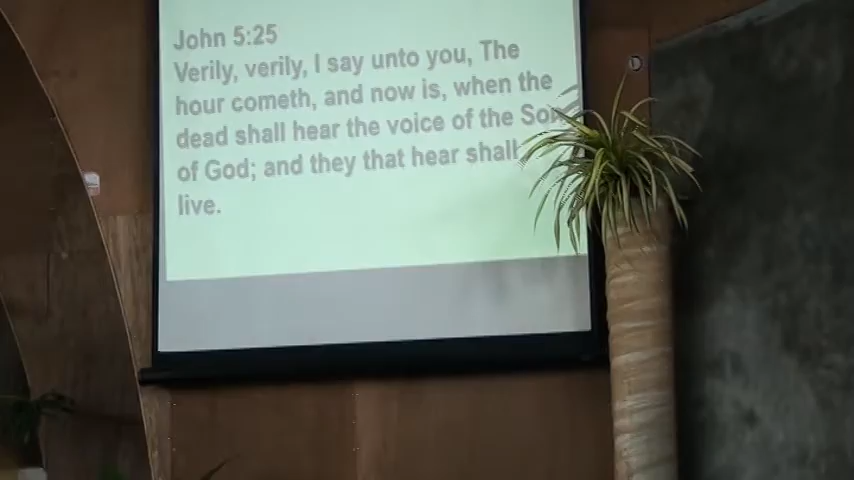 John 5:25
Verily, verily, I say unto you, The
hour cometh, and now is, when the
dead shall hear the voice of the Son
of God; and they that hear shall
live.